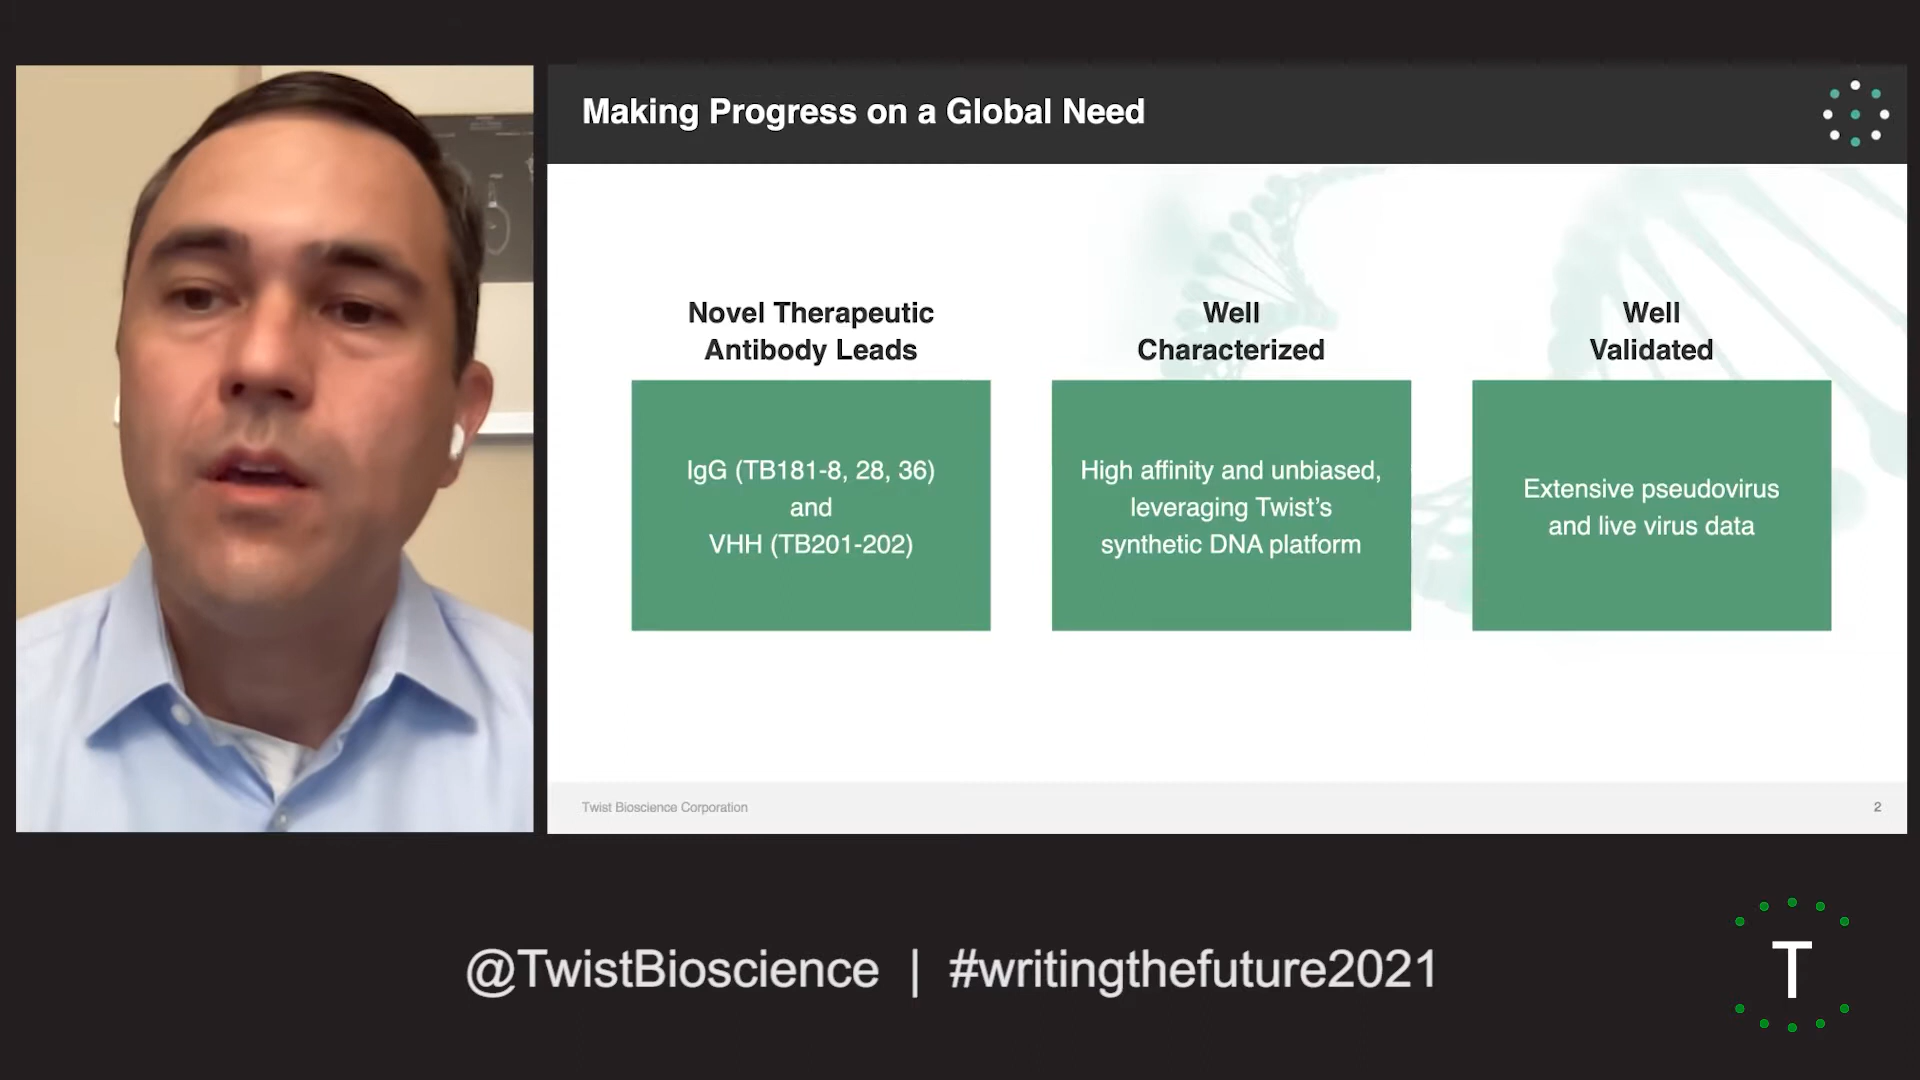 Making Progress on a Global Need
Novel Therapeutic
Antibody Leads
IgG (TB181-8, 28, 36)
and
VHH (TB201-202)
Well
Characterized
High affinity and unbiased,
leveraging Twist’s
synthetic DNA platform
Well
Validated
Extensive pseudovirus
and live virus data
Twist Bioscience Corporation
2
@TwistBioscience | #writingthefuture2021
T